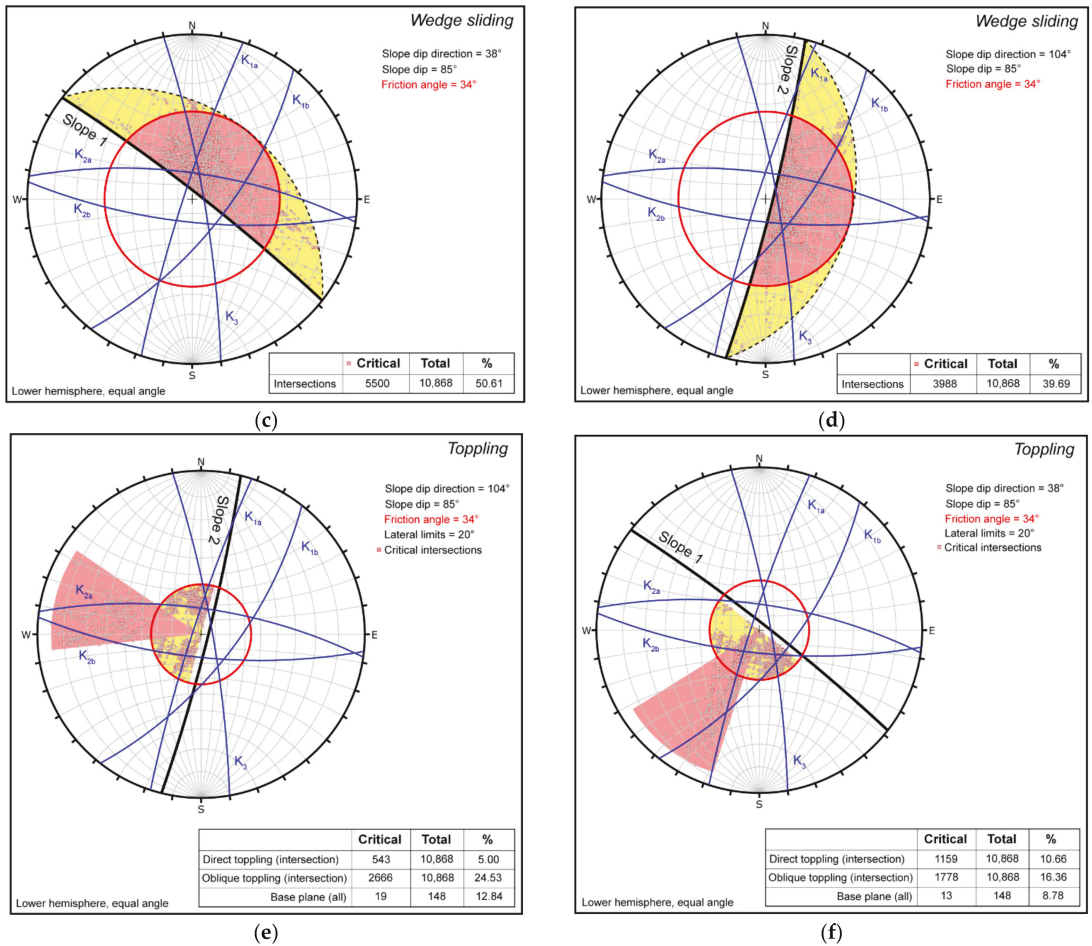 Wedge sliding
Slope dip direction = 38°
Slope dip = 85°
Friction angle = 34°
N
K1a
K1b
Slope 1
K2a
W
E
K2b
K3
S
Critical Total %
Intersections 5500 10,868 50.61
Lower hemisphere, equal angle
(c)
Wedge sliding
Slope dip direction = 104°
Slope dip = 85°
Friction angle = 34°
N
Slope 2
K1a
K1b
K2a
W
E
K2b
K3
S
Critical Total %
Intersections 3988 10,868 39.69
Lower hemisphere, equal angle
(d)
Toppling
Slope dip direction = 104°
Slope dip = 85°
Friction angle = 34°
Lateral limits = 20°
Critical intersections
N
Slope 2
K1a
K1b
K2a
W
E
K2b
K3
S
Critical Total %
Direct toppling (intersection) 543 10,868 5.00
Oblique toppling (intersection) 2666 10,868 24.53
Base plane (all) 19 148 12.84
Lower hemisphere, equal angle
(e)
Toppling
Slope dip direction = 38°
Slope dip = 85°
Friction angle = 34°
Lateral limits = 20°
Critical intersections
N
K1a
K1b
Slope 1
K2a
W
E
K2b
K3
S
Critical Total %
Direct toppling (intersection) 1159 10,868 10.66
Oblique toppling (intersection) 1778 10,868 16.36
Base plane (all) 13 148 8.78
Lower hemisphere, equal angle
(f)